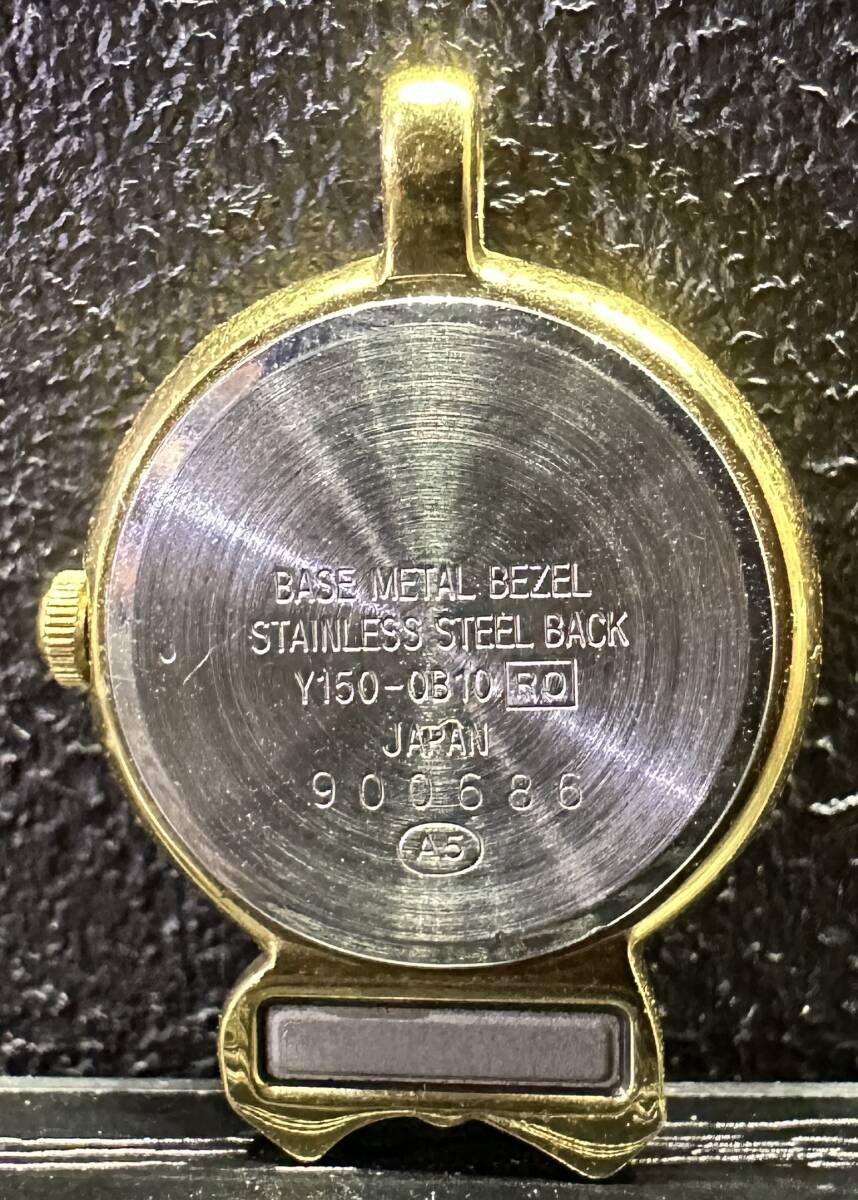 BASE METAL BEZEL
STAINLESS STEEL BACK
Y150-0B10 RO
JAPAN
900686
A5